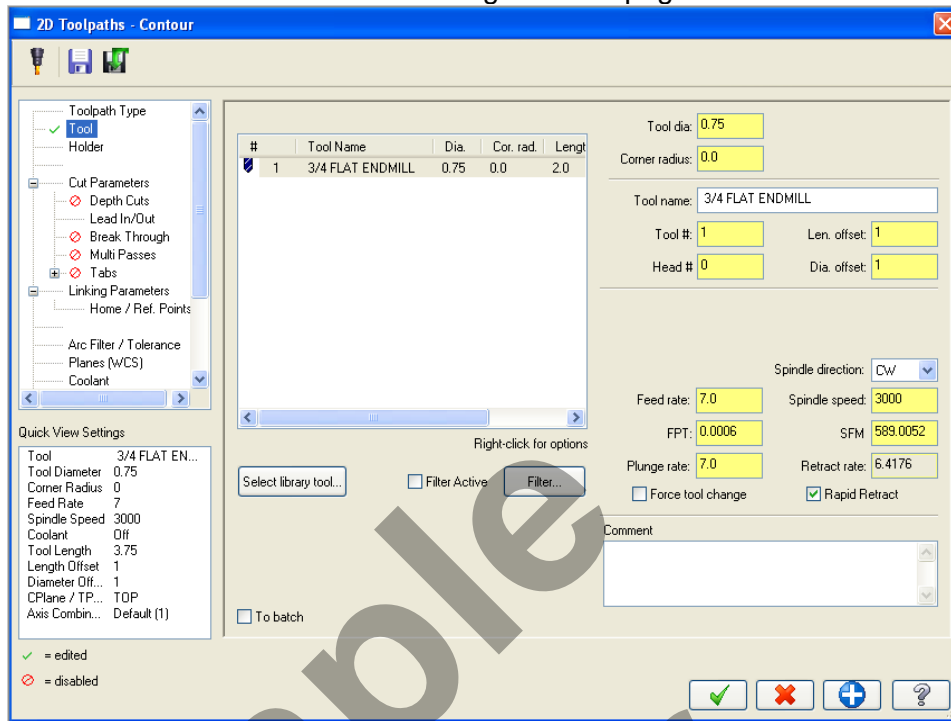 2D Toolpaths - Contour
Toolpath Type
Tool
Holder
Cut Parameters
Depth Cuts
Lead In/Out
Break Through
Multi Passes
Tabs
Linking Parameters
Home / Ref. Points
Arc Filter / Tolerance
Planes (WCS)
Coolant
Quick View Settings
Tool 3/4 FLAT EN...
Tool Diameter 0.75
Corner Radius 0
Feed Rate 7
Spindle Speed 3000
Coolant Off
Tool Length 3.75
Length Offset 1
Diameter Off... 1
CPlane / TP... TOP
Axis Combin... Default (1)
= edited
= disabled
# Tool Name Dia. Cor. rad. Lengt
1 3/4 FLAT ENDMILL 0.75 0.0 2.0
Right-click for options
Select library tool...
Filter Active
Filter...
To batch
Tool dia: 0.75
Corner radius: 0.0
Tool name: 3/4 FLAT ENDMILL
Tool #: 1 Len. offset: 1
Head # 0 Dia. offset: 1
Spindle direction: CW
Feed rate: 7.0 Spindle speed: 3000
FPT: 0.0006 SFM 589.0052
Plunge rate: 7.0 Retract rate: 6.4176
Force tool change Rapid Retract
Comment